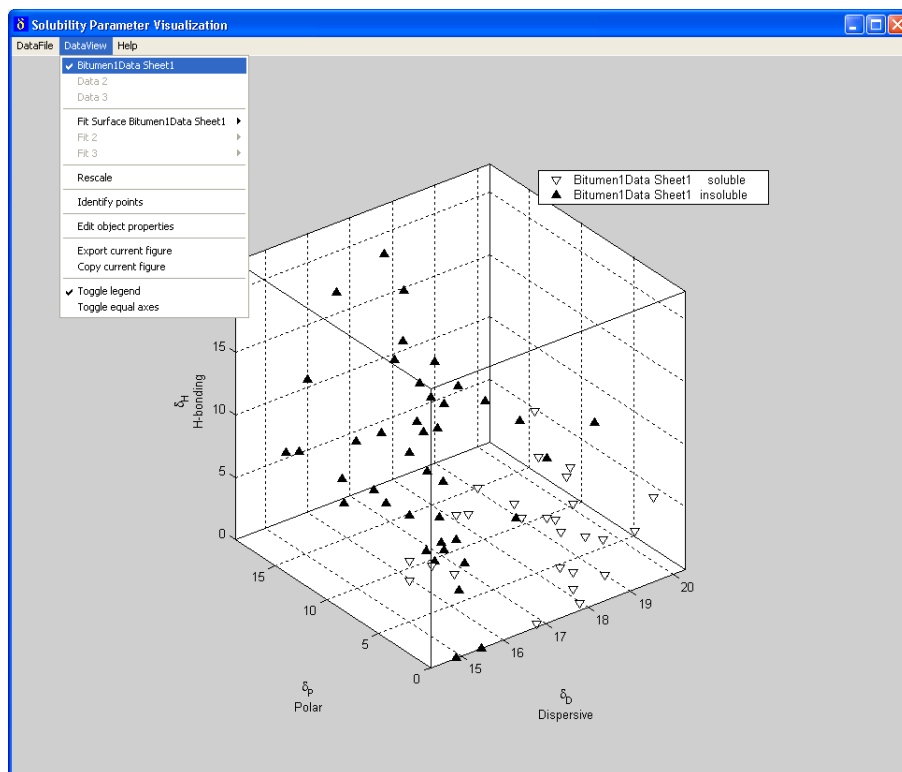 δ Solubility Parameter Visualization
DataFile DataView Help
Bitumen1Data Sheet1
Data 2
Data 3
Fit Surface Bitumen1Data Sheet1
Fit 2
Fit 3
Rescale
Identify points
Edit object properties
Export current figure
Copy current figure
Toggle legend
Toggle equal axes
Bitumen1Data Sheet1 soluble
Bitumen1Data Sheet1 insoluble
15
10
5
0
δH
H-bonding
15
10
5
0
δP
Polar
15
16
17
18
19
20
δD
Dispersive